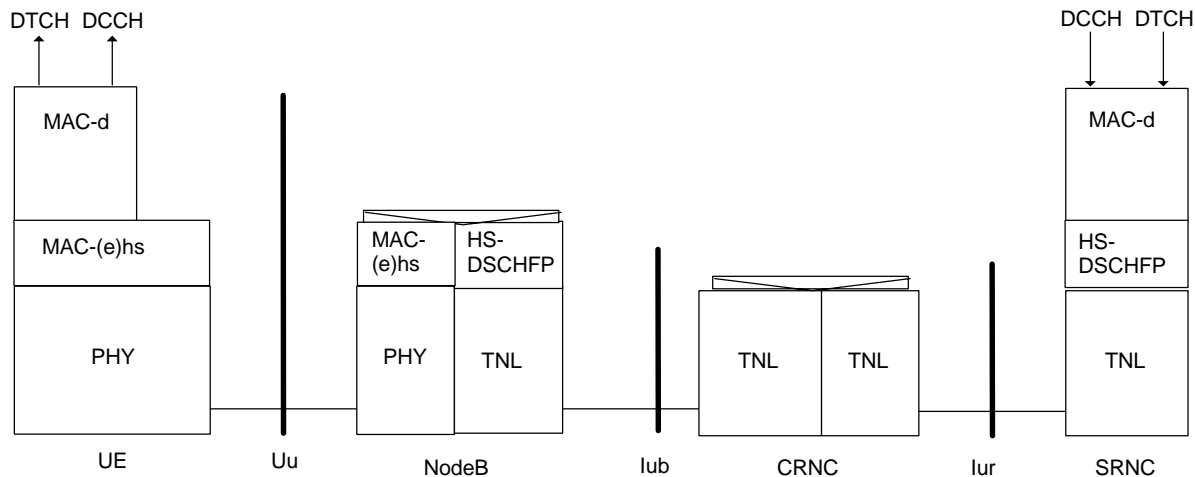 DTCH DCCH
DCCH DTCH
MAC-d
MAC-d
MAC-(e)hs
MAC-
(e)hs
HS-
DSCHFP
HS-
DSCHFP
PHY
PHY
TNL
TNL
TNL
TNL
UE
Uu
NodeB
Iub
CRNC
Iur
SRNC